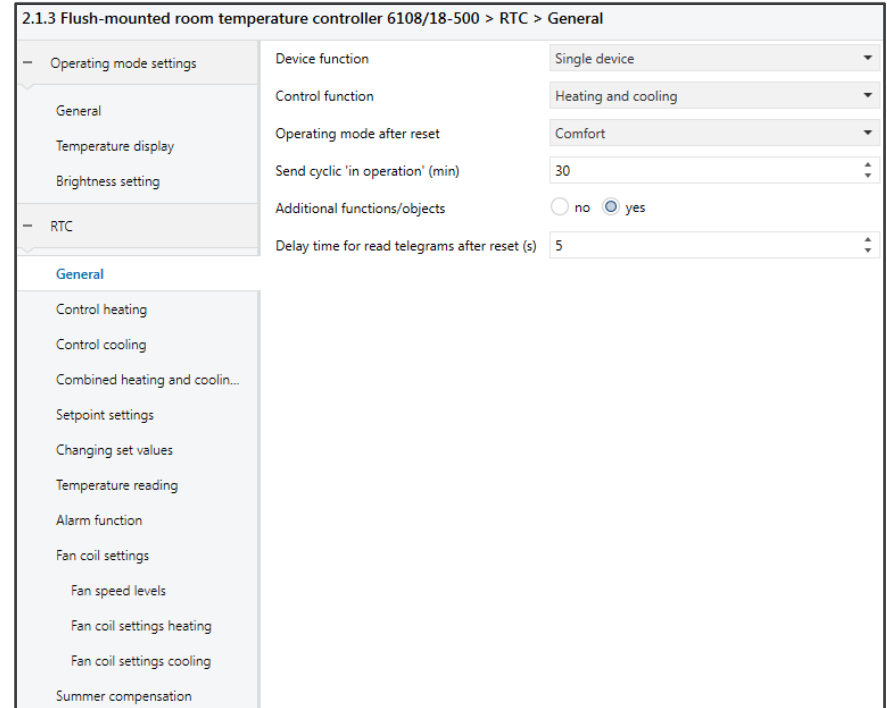 2.1.3 Flush-mounted room temperature controller 6108/18-500 > RTC > General
− Operating mode settings
General
Temperature display
Brightness setting
− RTC
General
Control heating
Control cooling
Combined heating and coolin...
Setpoint settings
Changing set values
Temperature reading
Alarm function
Fan coil settings
Fan speed levels
Fan coil settings heating
Fan coil settings cooling
Summer compensation
Device function Single device
Control function Heating and cooling
Operating mode after reset Comfort
Send cyclic 'in operation' (min) 30
Additional functions/objects no yes
Delay time for read telegrams after reset (s) 5